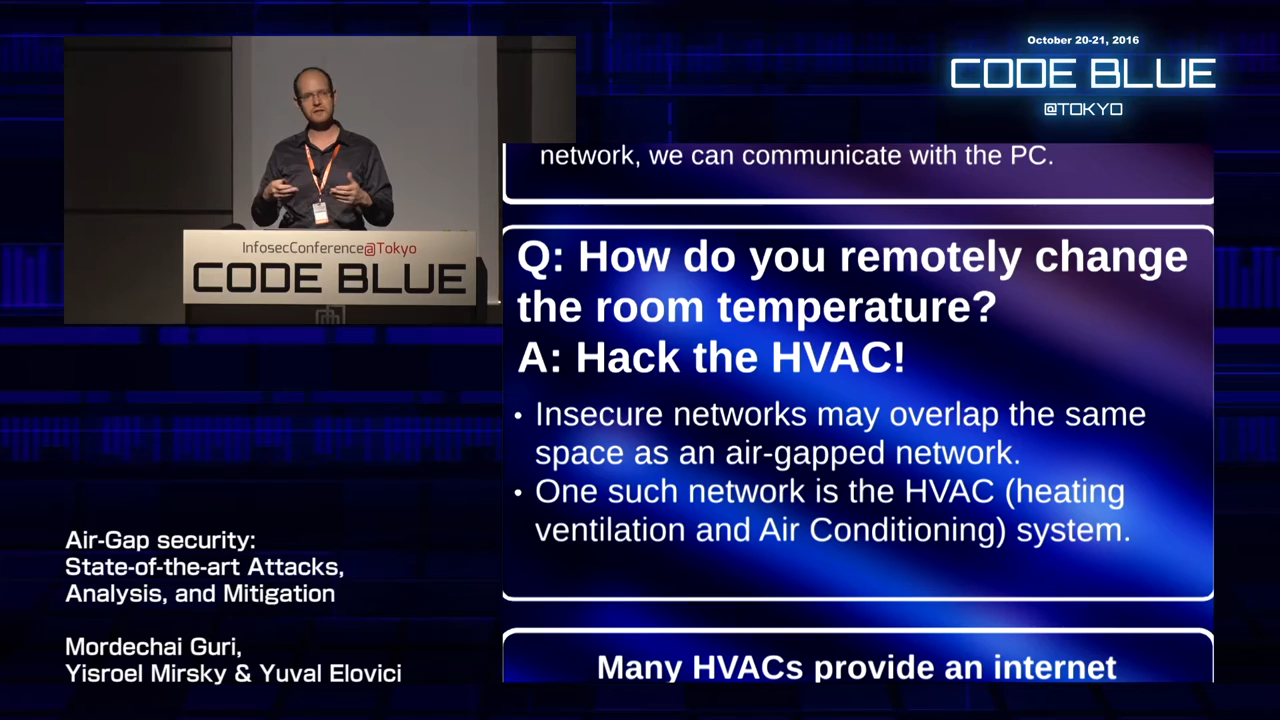 October 20-21, 2016
CODE BLUE
@TOKYO
InfosecConference@Tokyo
CODE BLUE
network, we can communicate with the PC.
Q: How do you remotely change
the room temperature?
A: Hack the HVAC!
• Insecure networks may overlap the same
space as an air-gapped network.
• One such network is the HVAC (heating
ventilation and Air Conditioning) system.
Many HVACs provide an internet
Air-Gap security:
State-of-the-art Attacks,
Analysis, and Mitigation
Mordechai Guri,
Yisroel Mirsky & Yuval Elovici